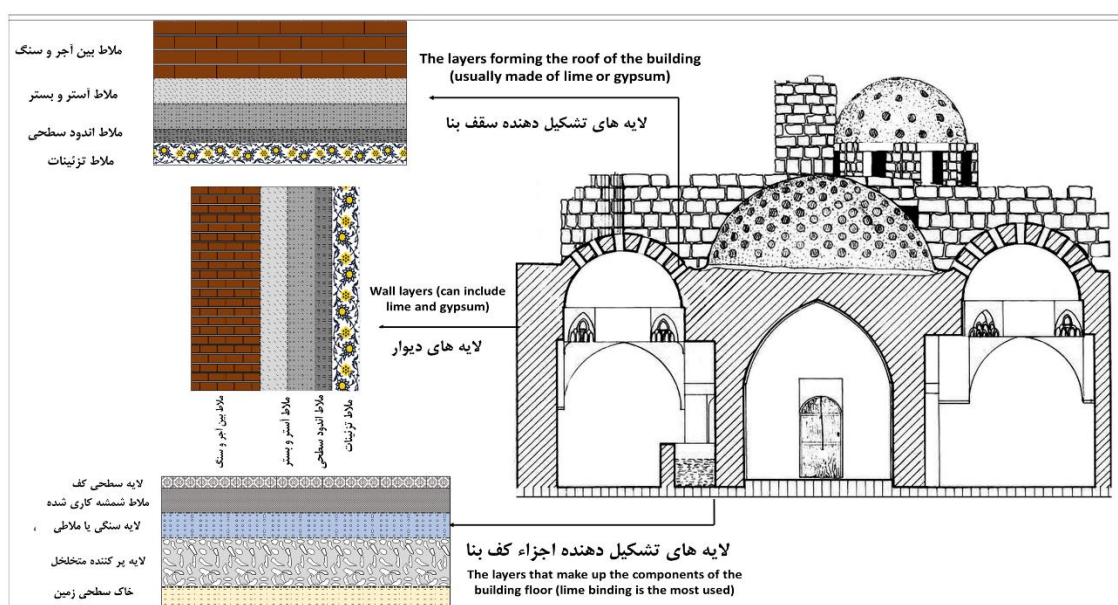 ملاط بین آجر و سنگ
ملاط آستر و بستر
ملاط اندود سطحی
ملاط تزئینات
The layers forming the roof of the building
(usually made of lime or gypsum)
لایه های تشکیل دهنده سقف بنا
Wall layers (can include
lime and gypsum)
لایه های دیوار
ملاط بین آجر و سنگ
ملاط آستر و بستر
ملاط اندود سطحی
ملاط تزئینات
لایه سطحی کف
ملاط شمشه کاری شده
لایه سنگی یا ملاطی
لایه پر کننده متخلخل
خاک سطحی زمین
لایه های تشکیل دهنده اجزاء کف بنا
The layers that make up the components of the
building floor (lime binding is the most used)